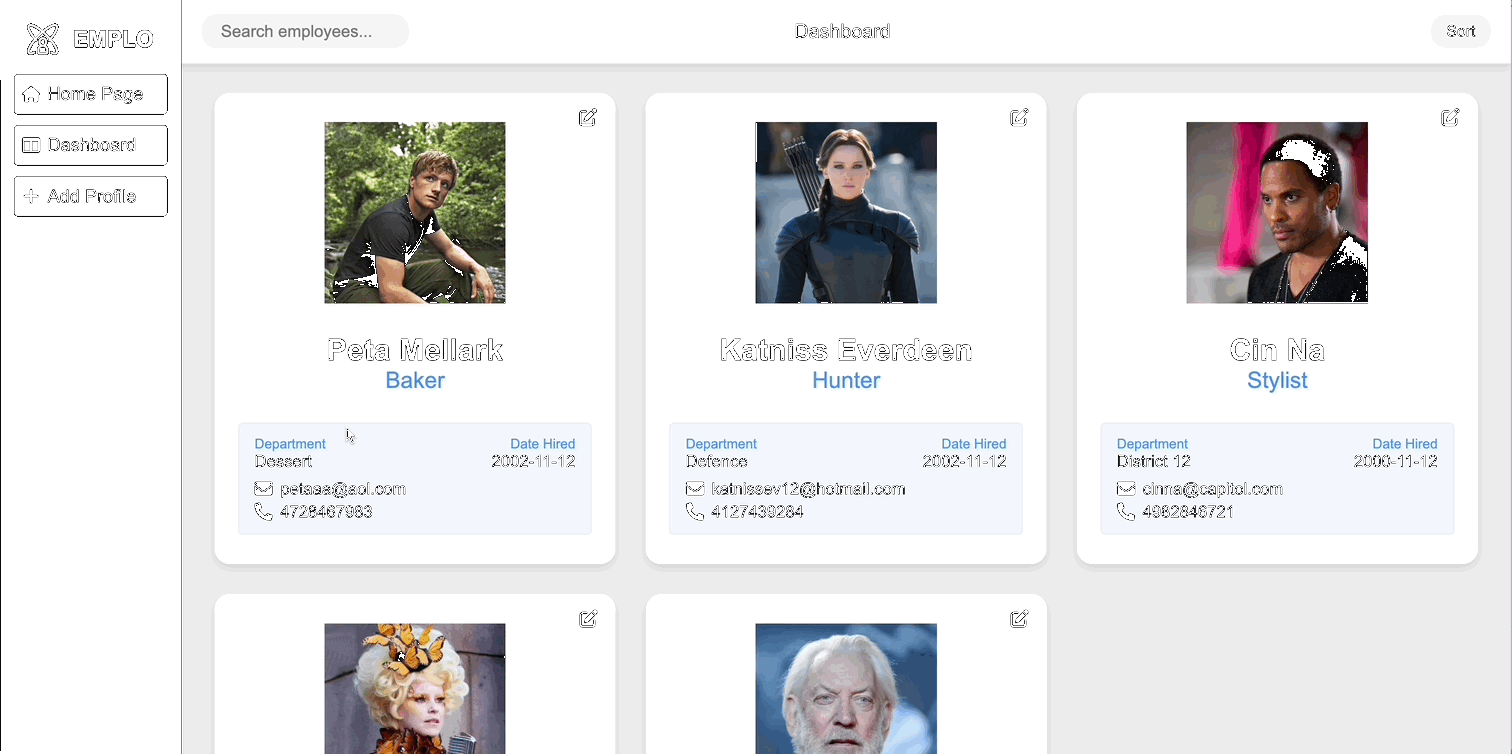 EMPLO
Home Page
Dashboard
Add Profile
Search employees...
Dashboard
Sort
Peta Mellark
Baker
Department
Date Hired
Dessert
2002-11-12
petaaa@aol.com
4728467983
Katniss Everdeen
Hunter
Department
Date Hired
Defence
2002-11-12
katnissev12@hotmail.com
4127439284
Cin Na
Stylist
Department
Date Hired
District 12
2000-11-12
cinna@capitol.com
4982846721